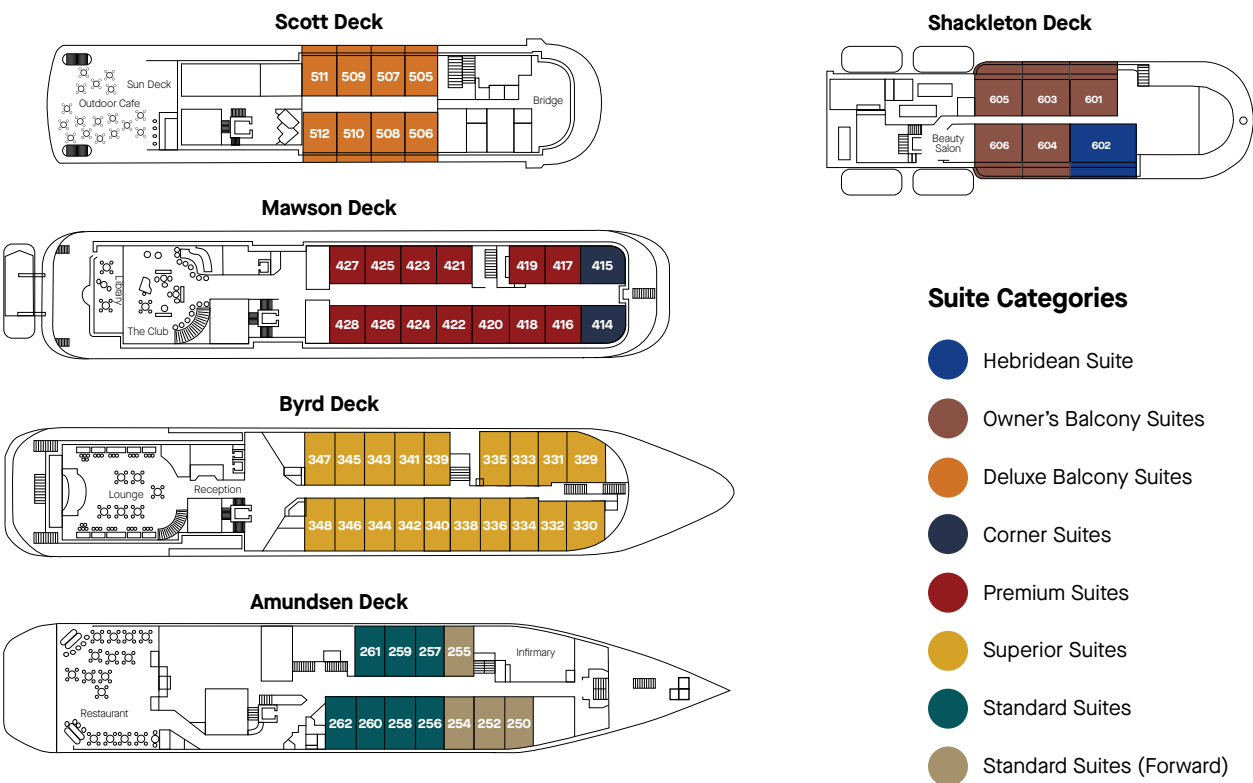 Scott Deck
Sun Deck
Outdoor Cafe
511 509 507 505
512 510 508 506
Bridge
Shackleton Deck
605 603 601
Beauty
Salon
606 604 602
Mawson Deck
Library
The Club
427 425 423 421 419 417 415
428 426 424 422 420 418 416 414
Byrd Deck
Lounge
Reception
347 345 343 341 339 335 333 331 329
348 346 344 342 340 338 336 334 332 330
Amundsen Deck
Restaurant
261 259 257 255
Infirmary
262 260 258 256 254 252 250
Suite Categories
Hebridean Suite
Owner's Balcony Suites
Deluxe Balcony Suites
Corner Suites
Premium Suites
Superior Suites
Standard Suites
Standard Suites (Forward)